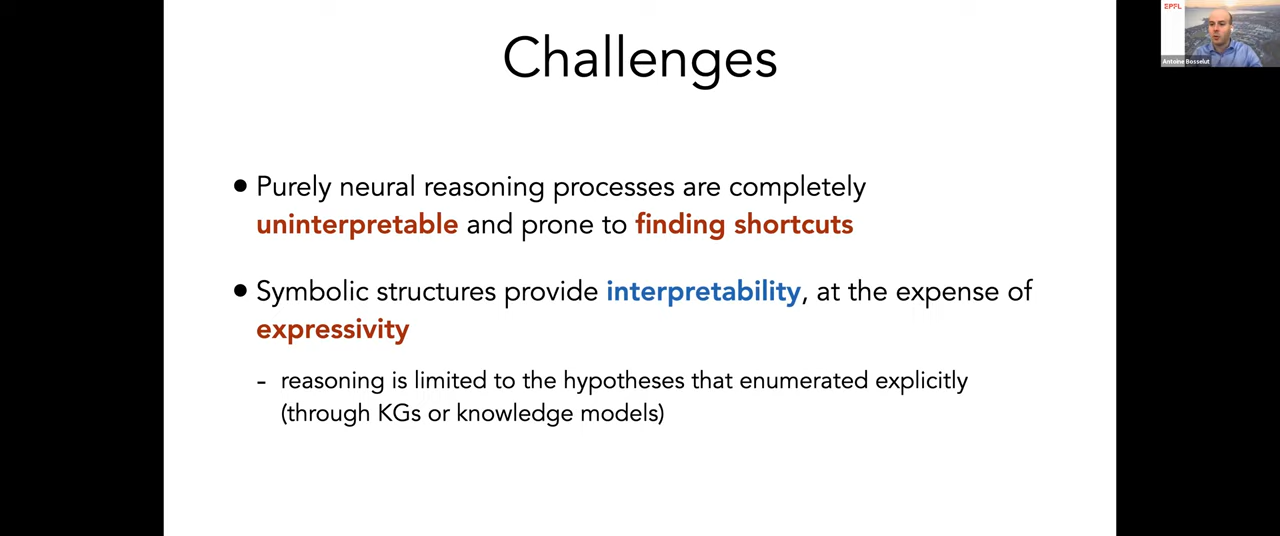 Challenges
● Purely neural reasoning processes are completely
uninterpretable and prone to finding shortcuts
● Symbolic structures provide interpretability, at the expense of
expressivity
- reasoning is limited to the hypotheses that enumerated explicitly
(through KGs or knowledge models)
EPFL
Antoine Bosselut